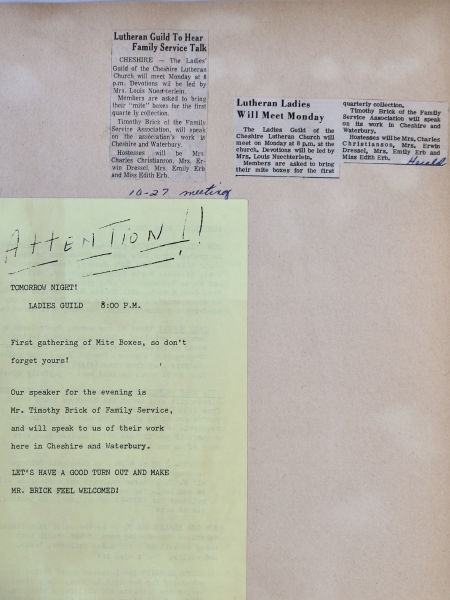 Lutheran Guild To Hear
Family Service Talk
CHESHIRE — The Ladies'
Guild of the Cheshire Lutheran
Church will meet Monday at 8
p.m. Devotions will be led by
Mrs. Louis Nuechterlein.
Members are asked to bring
their "mite" boxes for the first
quarterly collection.
Timothy Brick of the Family
Service Association, will speak
on the association's work in
Cheshire and Waterbury.
Hostesses will be Mrs.
Charles Christianson, Mrs. Er-
win Dressel, Mrs. Emily Erb
and Miss Edith Erb.
Lutheran Ladies
Will Meet Monday
The Ladies Guild of the
Cheshire Lutheran Church will
meet on Monday at 8 p.m. at the
church. Devotions will be led by
Mrs. Louis Nuechterlein.
Members are asked to bring
their mite boxes for the first
quarterly collection.
Timothy Brick of the Family
Service Association will speak
on its work in Cheshire and
Waterbury.
Hostesses will be Mrs. Charles
Christianson, Mrs. Erwin
Dressel, Mrs. Emily Erb and
Miss Edith Erb.
Herald
10-27 meeting
ATTENTION!!
TOMORROW NIGHT!
LADIES GUILD 8:00 P.M.
First gathering of Mite Boxes, so don't
forget yours!
Our speaker for the evening is
Mr. Timothy Brick of Family Service,
and will speak to us of their work
here in Cheshire and Waterbury.
LET'S HAVE A GOOD TURN OUT AND MAKE
MR. BRICK FEEL WELCOMED!